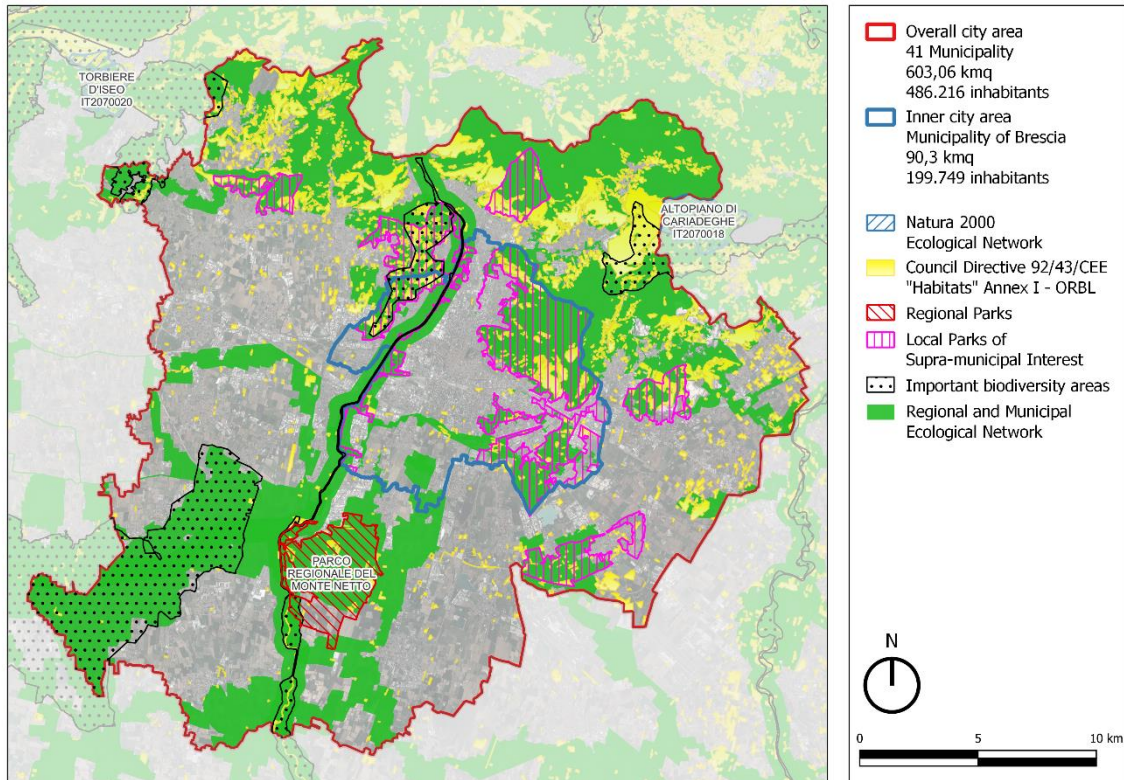 TORBIERE
D'ISEO
IT2070020
ALTOPIANO DI
CARIADEGHE
IT2070018
PARCO
REGIONALE DEL
MONTE NETTO
Overall city area
41 Municipality
603,06 kmq
486.216 inhabitants
Inner city area
Municipality of Brescia
90,3 kmq
199.749 inhabitants
Natura 2000
Ecological Network
Council Directive 92/43/CEE
"Habitats" Annex I - ORBL
Regional Parks
Local Parks of
Supra-municipal Interest
Important biodiversity areas
Regional and Municipal
Ecological Network
N
0 5 10 km